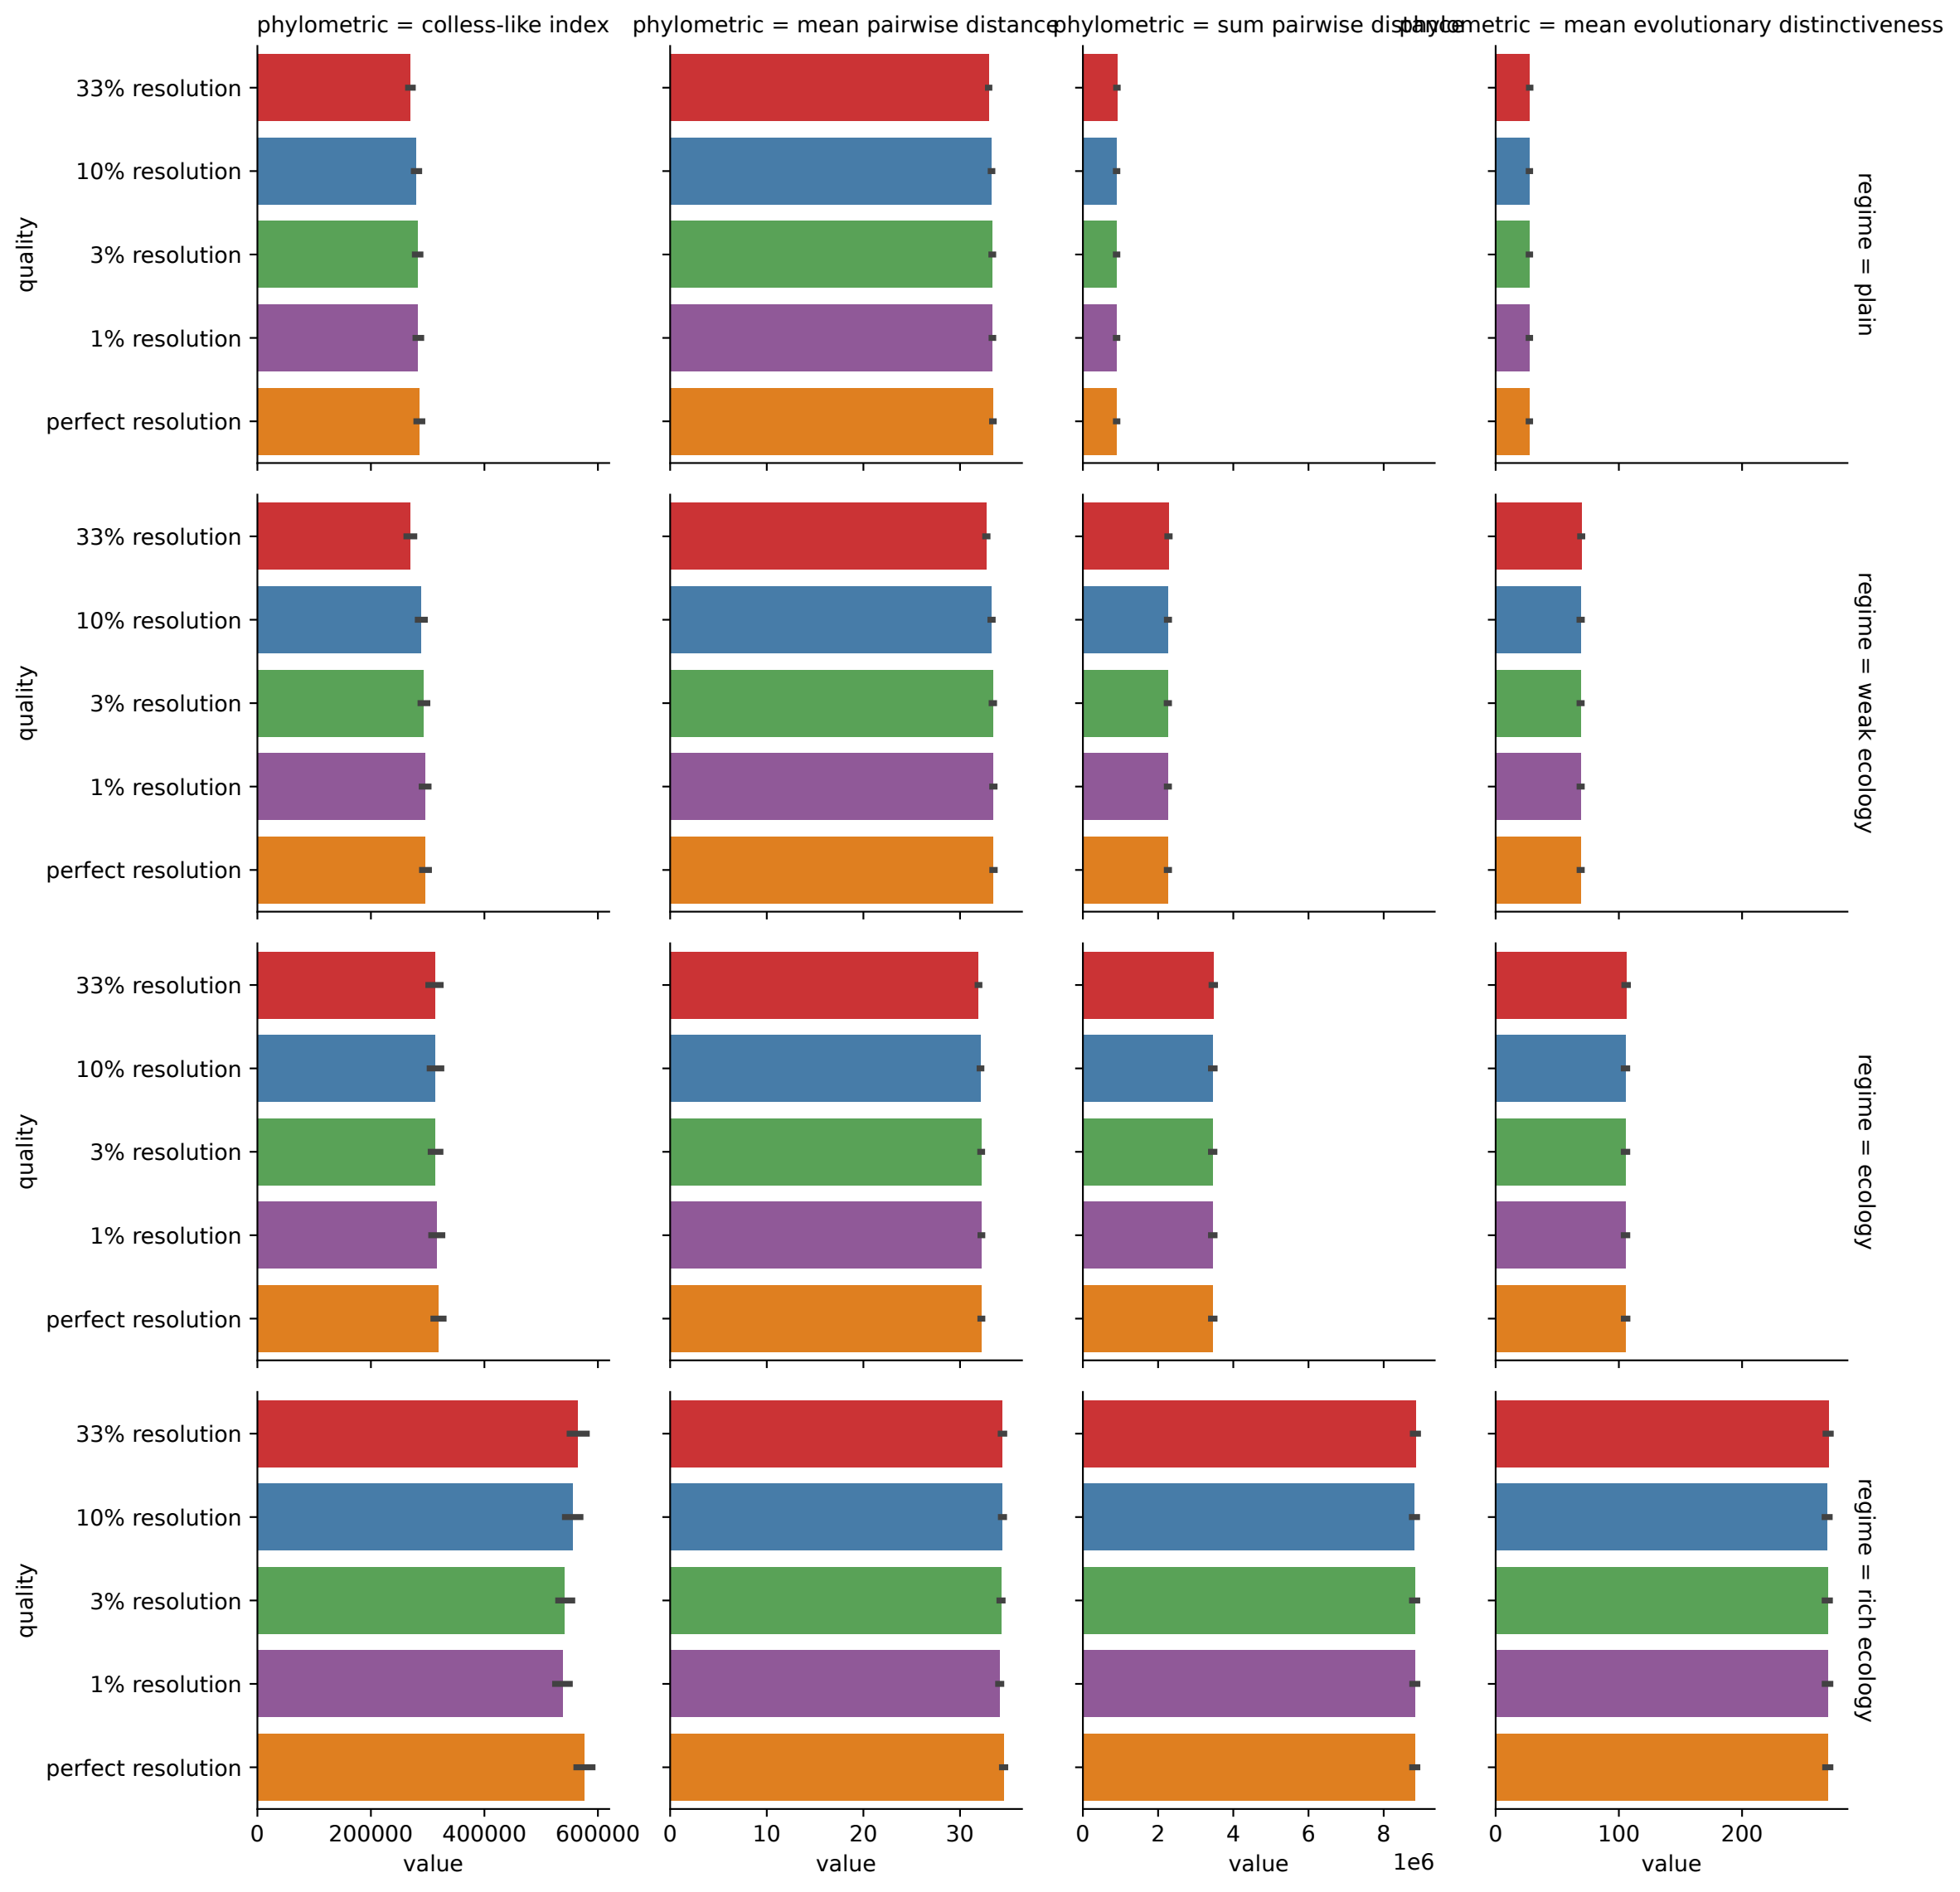 phylometric = colless-like index
phylometric = mean pairwise distance
phylometric = sum pairwise distance
phylometric = mean evolutionary distinctiveness
quality
33% resolution
10% resolution
3% resolution
1% resolution
perfect resolution
regime = plain
quality
33% resolution
10% resolution
3% resolution
1% resolution
perfect resolution
regime = weak ecology
quality
33% resolution
10% resolution
3% resolution
1% resolution
perfect resolution
regime = ecology
quality
33% resolution
10% resolution
3% resolution
1% resolution
perfect resolution
regime = rich ecology
0 200000 400000 600000
value
0 10 20 30
value
0 2 4 6 8
1e6
value
0 100 200
value